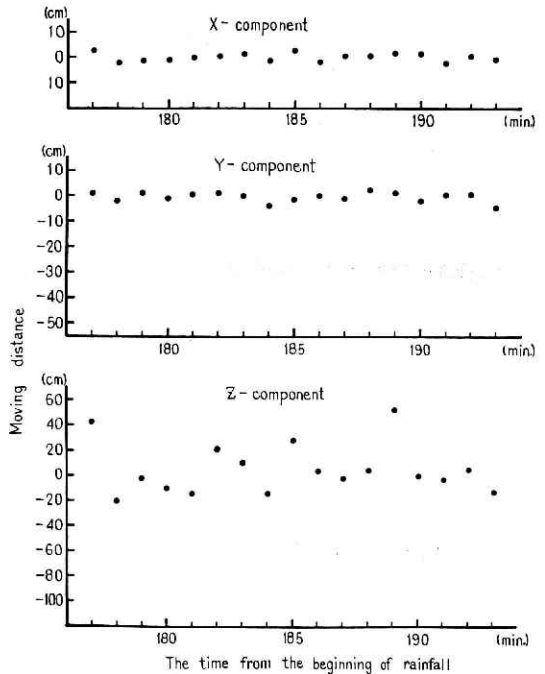 (cm)
X-component
10
0
10
180
185
190
(min.)
(cm)
Y-component
10
0
-10
-20
-30
-40
-50
180
185
190
(min.)
Moving distance
(cm)
Z-component
60
40
20
0
-20
-40
-60
-80
-100
180
185
190
(min.)
The time from the beginning of rainfall